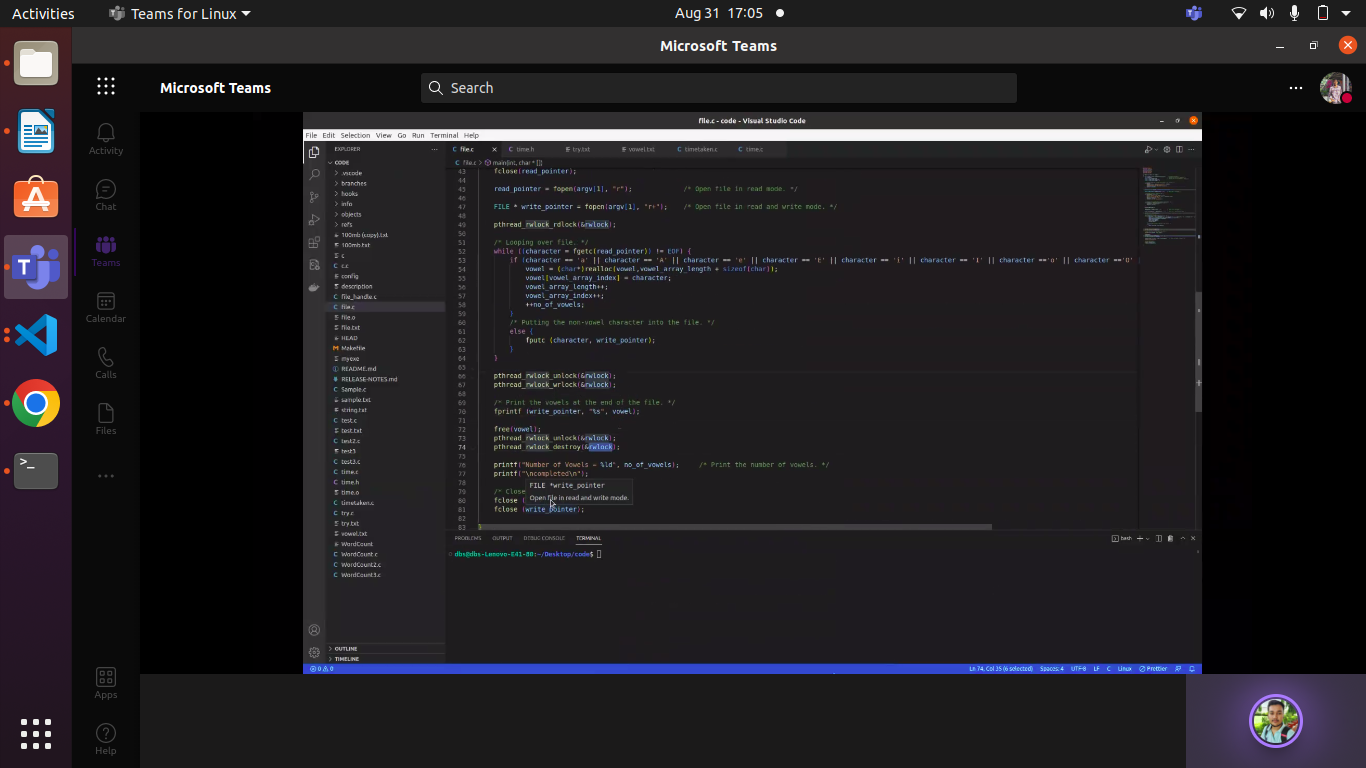 Activities
Teams for Linux
Aug 31 17:05
Microsoft Teams
Microsoft Teams
Search
Activity
Chat
Teams
Calendar
Calls
Files
Apps
Help
file.c - code - Visual Studio Code
File Edit Selection View Go Run Terminal Help
EXPLORER
CODE
.vscode
branches
hooks
info
objects
refs
100mb (copy).txt
100mb.txt
c
c.c
config
description
file_handle.c
file.c
file.o
file.txt
HEAD
Makefile
myexe
README.md
RELEASE-NOTES.md
Sample.c
sample.txt
string.txt
test.c
test.txt
test2.c
test3
test3.c
time.c
time.h
time.o
timetaken.c
try.c
try.txt
vowel.txt
WordCount
WordCount.c
WordCount2.c
WordCount3.c
OUTLINE
TIMELINE
file.c time.h try.txt vowel.txt timetaken.c time.c
file.c > main(int, char * [])
43 fclose(read_pointer);
44
45 read_pointer = fopen(argv[1], "r"); /* Open file in read mode. */
46
47 FILE * write_pointer = fopen(argv[1], "r+"); /* Open file in read and write mode. */
48
49 pthread_rwlock_rdlock(&rwlock);
50
51 /* Looping over file. */
52 while ((character = fgetc(read_pointer)) != EOF) {
53 if (character == 'a' || character == 'A' || character == 'e' || character == 'E' || character == 'i' || character == 'I' || character =='o' || character =='O'
54 vowel = (char*)realloc(vowel,vowel_array_length + sizeof(char));
55 vowel[vowel_array_index] = character;
56 vowel_array_length++;
57 vowel_array_index++;
58 ++no_of_vowels;
59 }
60 /* Putting the non-vowel character into the file. */
61 else {
62 fputc (character, write_pointer);
63 }
64 }
65
66 pthread_rwlock_unlock(&rwlock);
67 pthread_rwlock_wrlock(&rwlock);
68
69 /* Print the vowels at the end of the file. */
70 fprintf (write_pointer, "%s", vowel);
71
72 free(vowel);
73 pthread_rwlock_unlock(&rwlock);
74 pthread_rwlock_destroy(&rwlock);
75
76 printf("Number of Vowels = %ld", no_of_vowels); /* Print the number of vowels. */
77 printf("\ncompleted\n");
78
79 /* Close
80 fclose (
81 fclose (write_pointer);
82
83 }
FILE *write_pointer
Open file in read and write mode.
PROBLEMS OUTPUT DEBUG CONSOLE TERMINAL
bash
dbs@dbs-Lenovo-E41-80:~/Desktop/code$
0 0
Ln 74, Col 35 (6 selected) Spaces: 4 UTF-8 LF C Linux Prettier